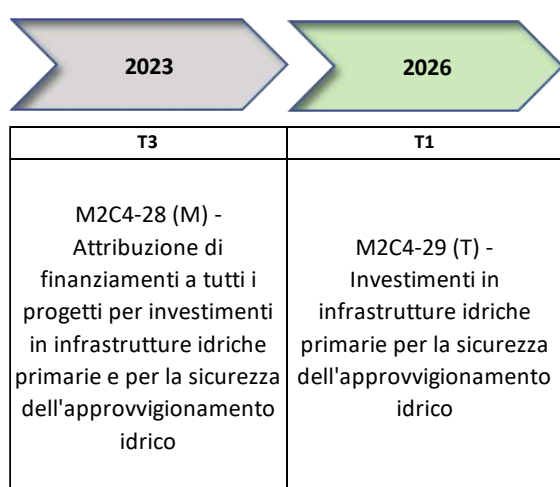 2023
2026
T3
T1
M2C4-28 (M) -
Attribuzione di
finanziamenti a tutti i
progetti per investimenti
in infrastrutture idriche
primarie e per la sicurezza
dell'approvvigionamento
idrico
M2C4-29 (T) -
Investimenti in
infrastrutture idriche
primarie per la sicurezza
dell'approvvigionamento
idrico